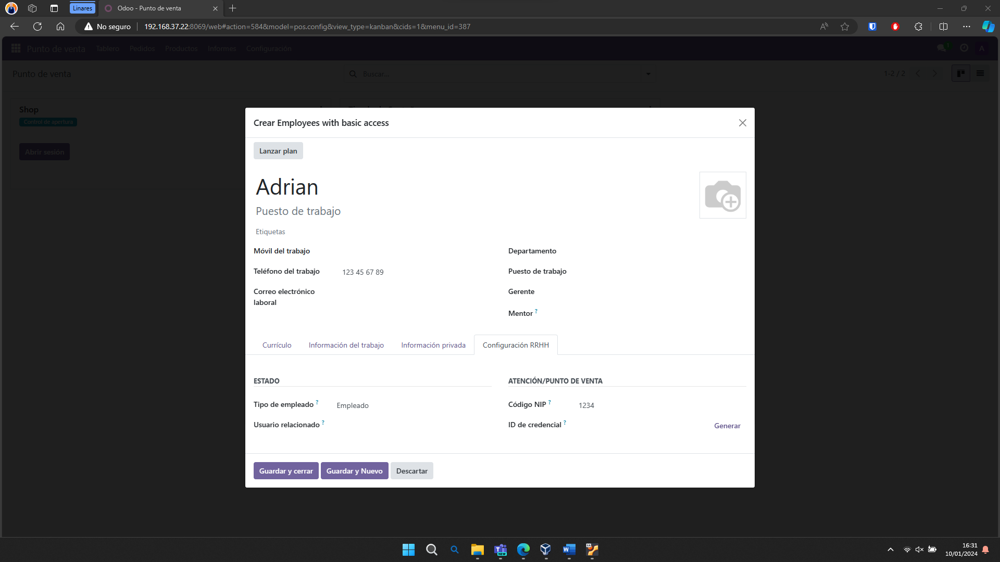 Linares
Odoo - Punto de venta
No seguro
192.168.37.22:8069/web#action=584&model=pos.config&view_type=kanban&cids=1&menu_id=387
Punto de venta Tablero Pedidos Productos Informes Configuración
1
A
Punto de venta
Buscar...
1-2 / 2
Shop
Control de apertura
Abrir sesión
Crear Employees with basic access
Lanzar plan
Adrian
Puesto de trabajo
Etiquetas
Móvil del trabajo
Teléfono del trabajo 123 45 67 89
Correo electrónico
laboral
Departamento
Puesto de trabajo
Gerente
Mentor ?
Currículo Información del trabajo Información privada Configuración RRHH
ESTADO
Tipo de empleado ? Empleado
Usuario relacionado ?
ATENCIÓN/PUNTO DE VENTA
Código NIP ? 1234
ID de credencial ? Generar
Guardar y cerrar Guardar y Nuevo Descartar
NEW
16:31
10/01/2024